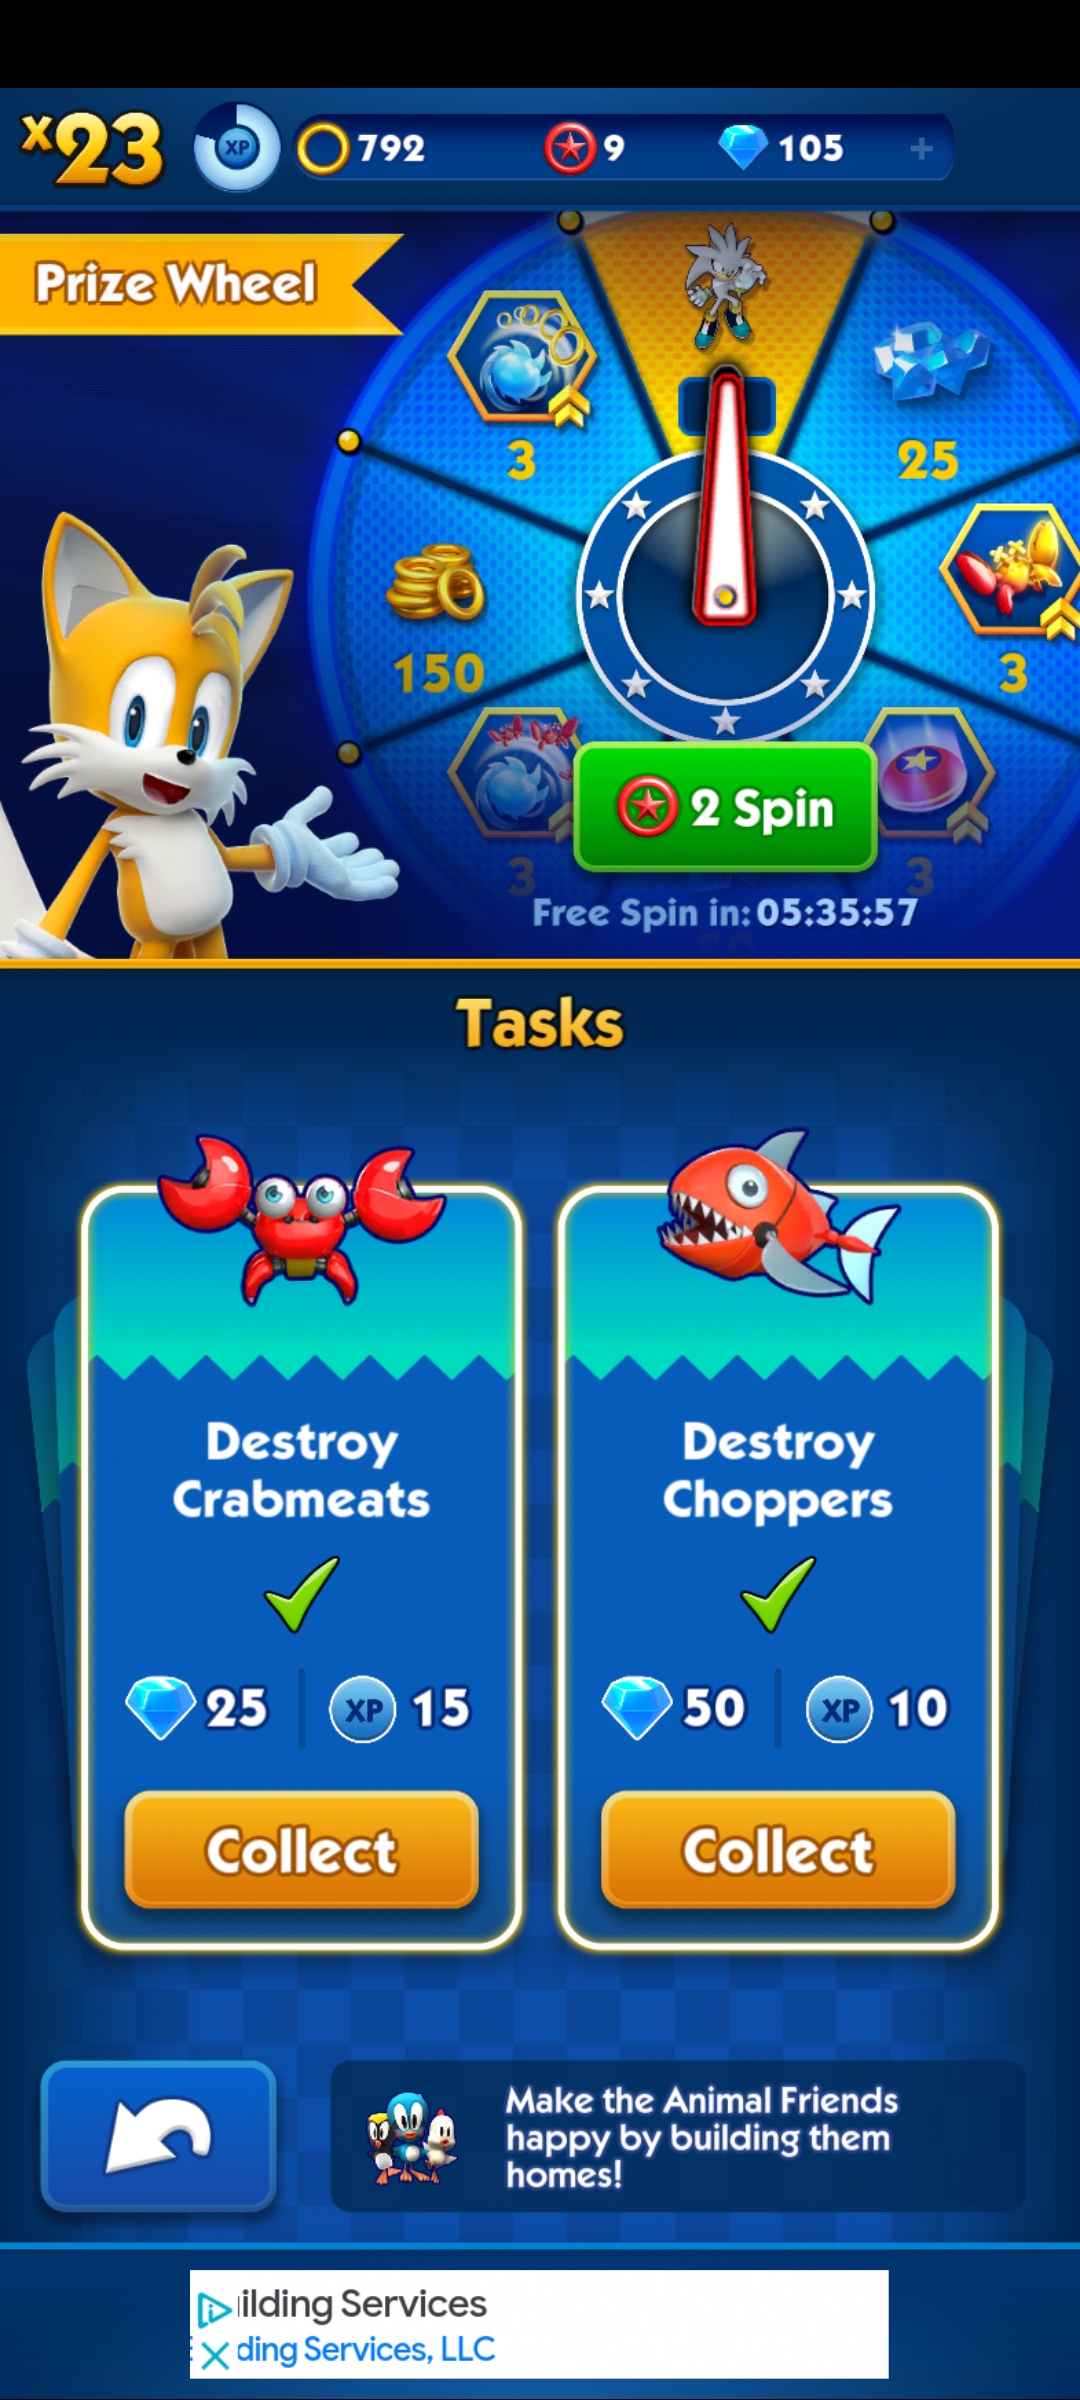 x23
XP
792
9
105
+
Prize Wheel
3
25
150
3
3
3
2 Spin
Free Spin in: 05:35:57
Tasks
Destroy
Crabmeats
25
XP
15
Collect
Destroy
Choppers
50
XP
10
Collect
Make the Animal Friends
happy by building them
homes!
ilding Services
ding Services, LLC